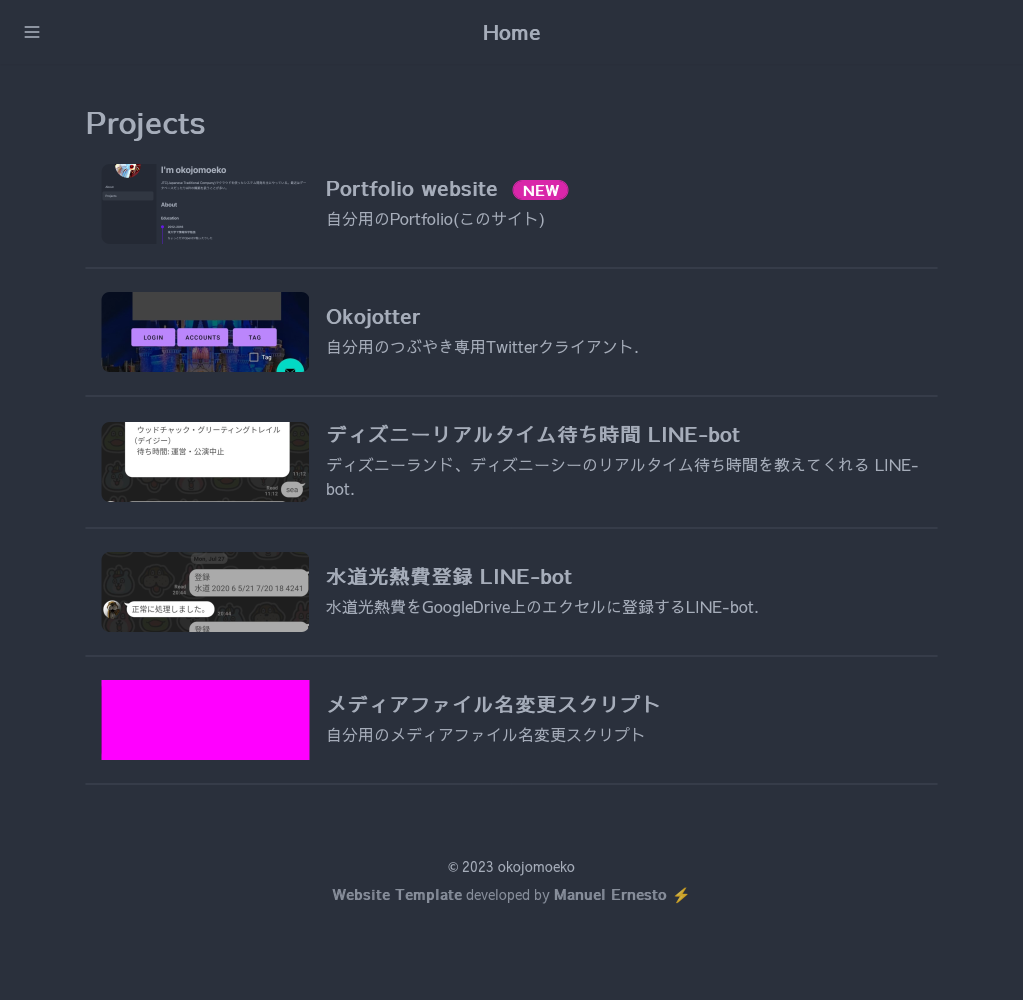 Home
Projects
I'm okojomoeko
About
Education
Portfolio website NEW
自分用のPortfolio(このサイト)
LOGIN ACCOUNTS TAG
Tag
Okojotter
自分用のつぶやき専用Twitterクライアント.
ウッドチャック・グリーティングトレイル
(デイジー)
待ち時間: 運営・公演中止
11:12
Read
11:12
sea
ディズニーリアルタイム待ち時間 LINE-bot
ディズニーランド、ディズニーシーのリアルタイム待ち時間を教えてくれる LINE-
bot.
Mon, Jul 27
登録
水道 2020 6 5/21 7/20 18 4241
Read
20:44
正常に処理しました。
20:44
登録
水道光熱費登録 LINE-bot
水道光熱費をGoogleDrive上のエクセルに登録するLINE-bot.
メディアファイル名変更スクリプト
自分用のメディアファイル名変更スクリプト
© 2023 okojomoeko
Website Template developed by Manuel Ernesto ⚡